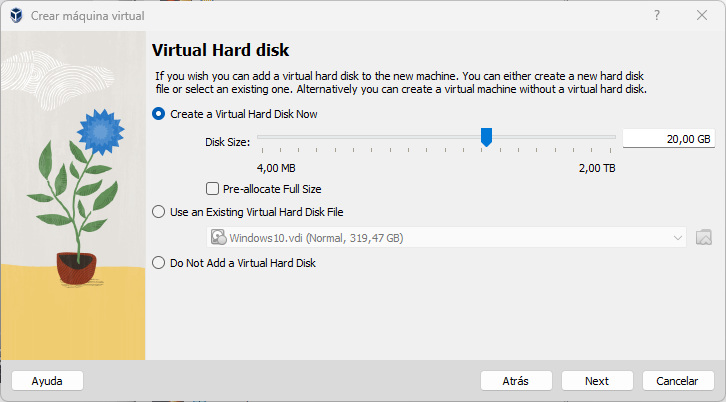 Crear máquina virtual
?
Virtual Hard disk
If you wish you can add a virtual hard disk to the new machine. You can either create a new hard disk
file or select an existing one. Alternatively you can create a virtual machine without a virtual hard disk.
Create a Virtual Hard Disk Now
Disk Size:
20,00 GB
4,00 MB
2,00 TB
Pre-allocate Full Size
Use an Existing Virtual Hard Disk File
Windows10.vdi (Normal, 319,47 GB)
Do Not Add a Virtual Hard Disk
Ayuda
Atrás
Next
Cancelar